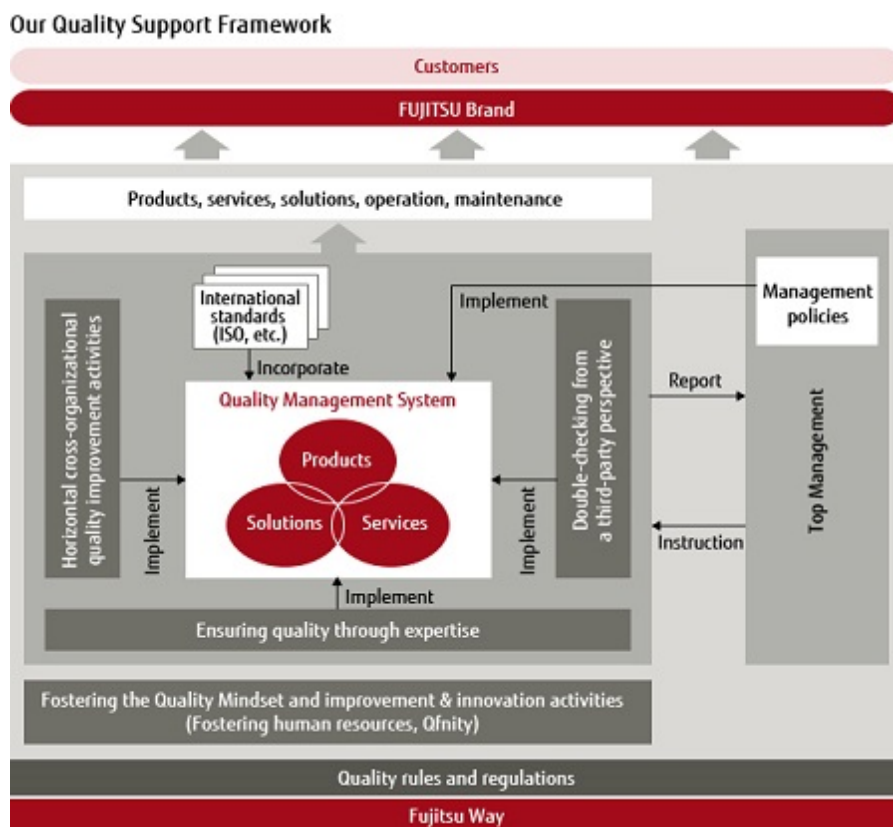 Our Quality Support Framework
Customers
FUJITSU Brand
Products, services, solutions, operation, maintenance
International
standards
(ISO, etc.)
Implement
Management
policies
Incorporate
Horizontal cross-organizational
quality improvement activities
Implement
Quality Management System
Products
Solutions
Services
Implement
Double-checking from
a third-party perspective
Report
Instruction
Top Management
Implement
Ensuring quality through expertise
Fostering the Quality Mindset and improvement & innovation activities
(Fostering human resources, Qfnity)
Quality rules and regulations
Fujitsu Way